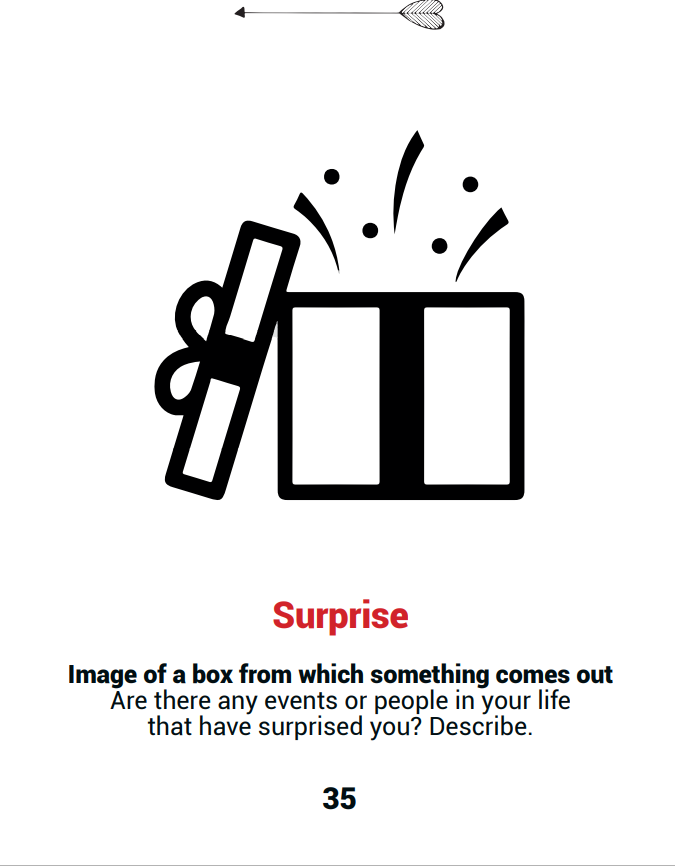 Surprise
Image of a box from which something comes out
Are there any events or people in your life
that have surprised you? Describe.
35